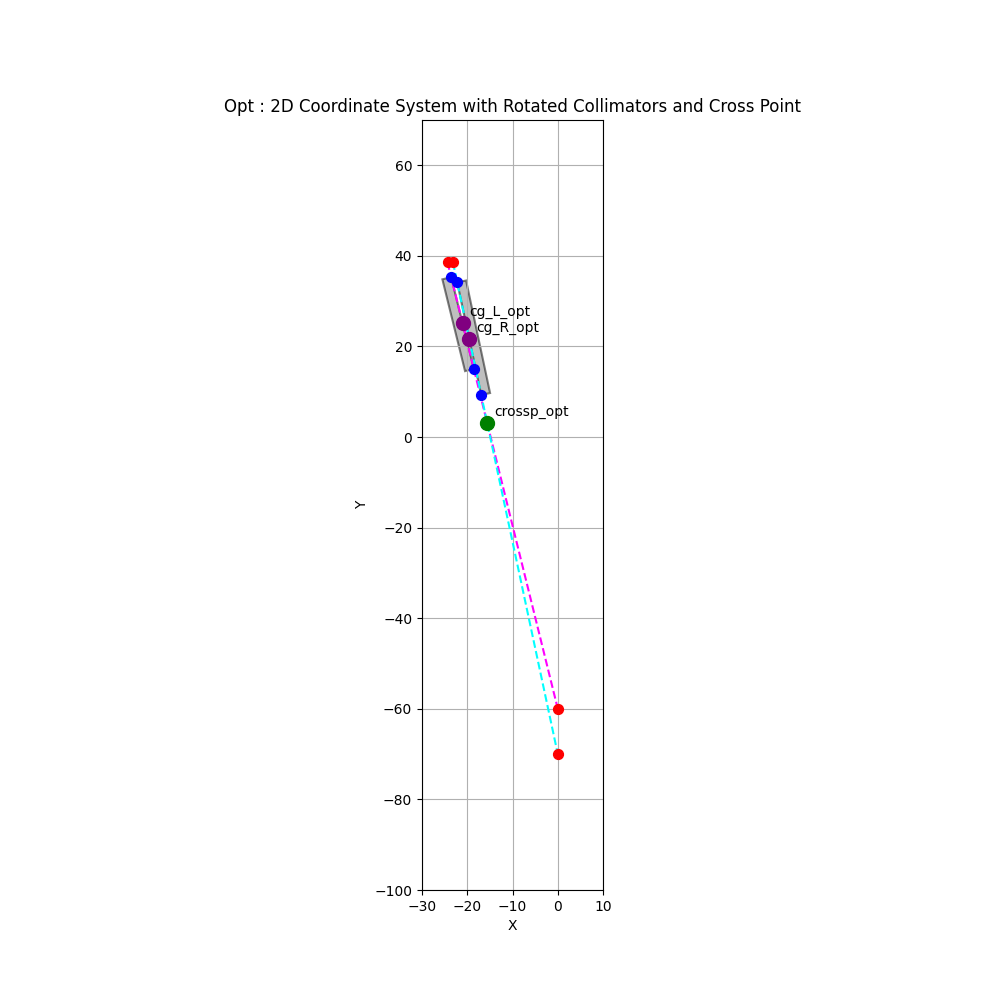 Opt : 2D Coordinate System with Rotated Collimators and Cross Point
60
40
cg_L_opt
cg_R_opt
20
crossp_opt
0
Y
−20
−40
−60
−80
−100
−30 −20 −10 0 10
X